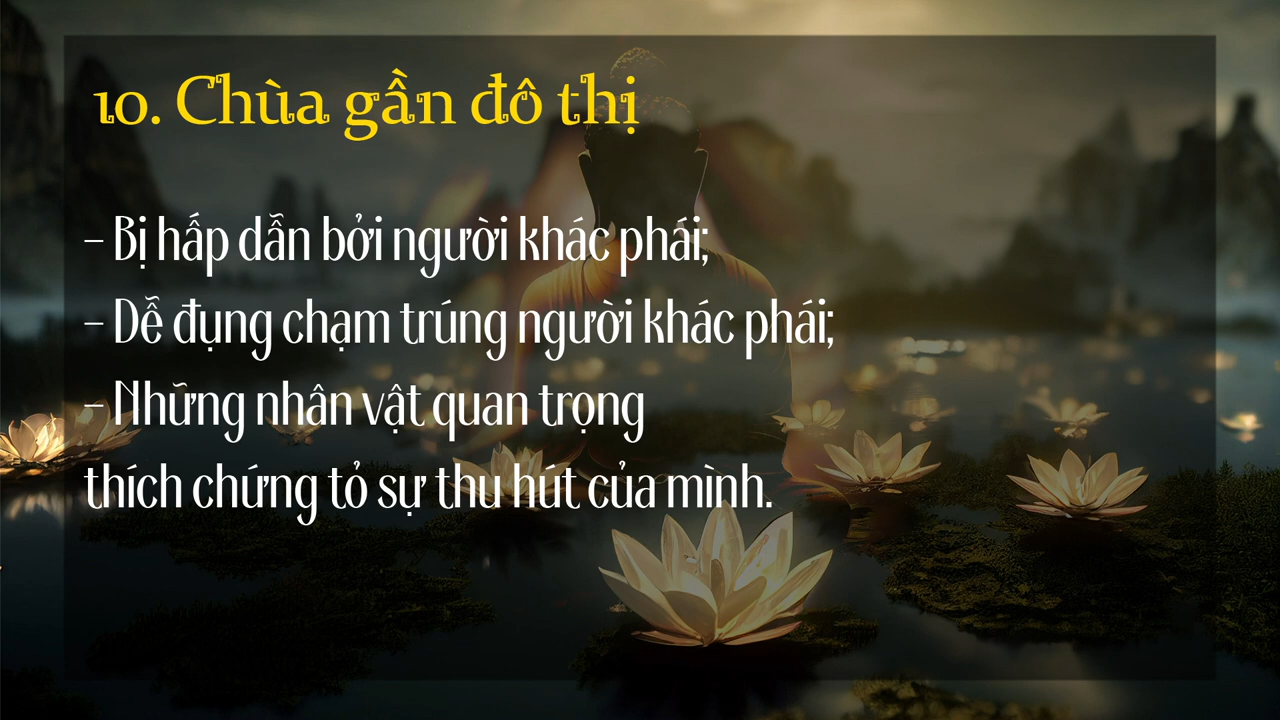 10. Chùa gần đô thị
– Bị hấp dẫn bởi người khác phái;
– Dễ đụng chạm trúng người khác phái;
– Những nhân vật quan trọng
thích chứng tỏ sự thu hút của mình.